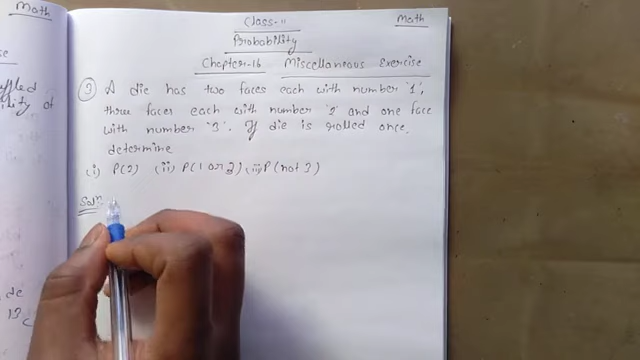 Math
Class-11
Math
Probability
Chapter-16 Miscellaneous Exercise
3 A die has two faces each with number '1',
three faces each with number '2' and one face
with number '3'. If die is rolled once,
determine
(i) P(2) (ii) P(1 or 3) (iii) P(not 3)
Soln: